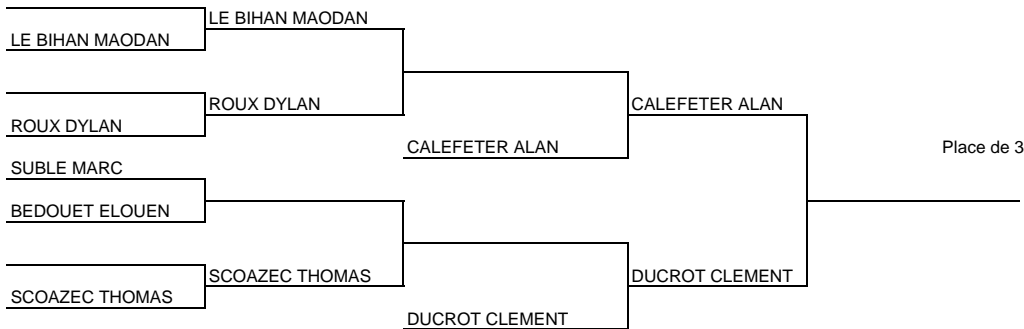 LE BIHAN MAODAN
LE BIHAN MAODAN
ROUX DYLAN
CALEFETER ALAN
ROUX DYLAN
CALEFETER ALAN
Place de 3
SUBLE MARC
BEDOUET ELOUEN
SCOAZEC THOMAS
DUCROT CLEMENT
SCOAZEC THOMAS
DUCROT CLEMENT